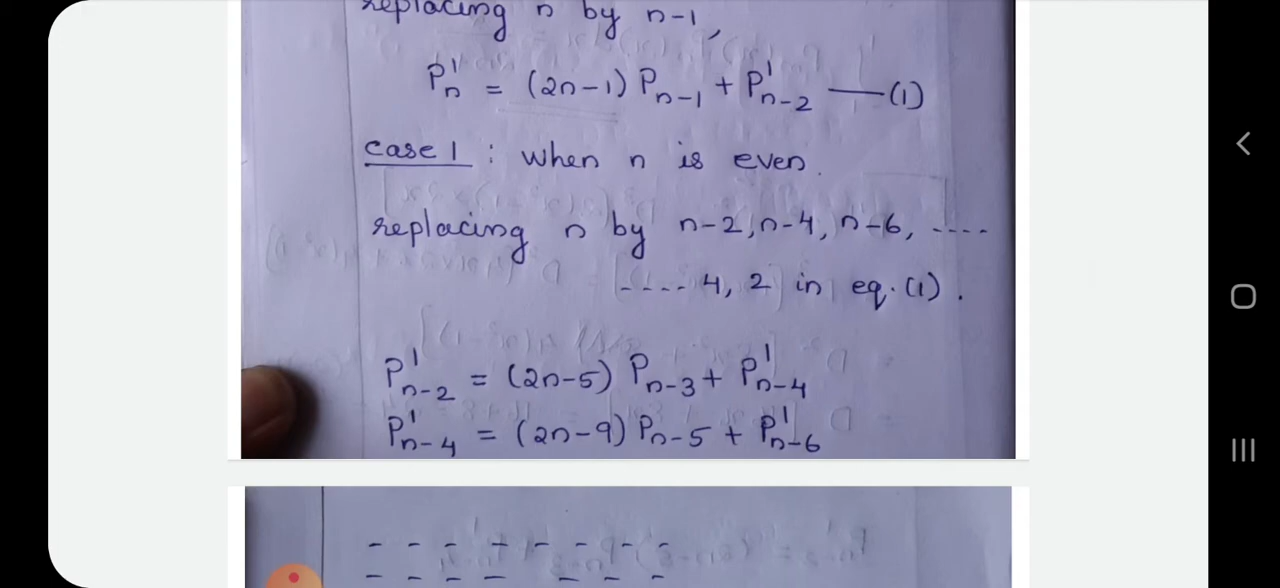 replacing n by n-1,
P'n = (2n-1) Pn-1 + P'n-2 —(1)
case 1 : when n is even.
replacing n by n-2, n-4, n-6, ....
.... 4, 2 in eq. (1).
P'n-2 = (2n-5) Pn-3 + P'n-4
P'n-4 = (2n-9) Pn-5 + P'n-6
- - - - - - - -
- - - - - - -